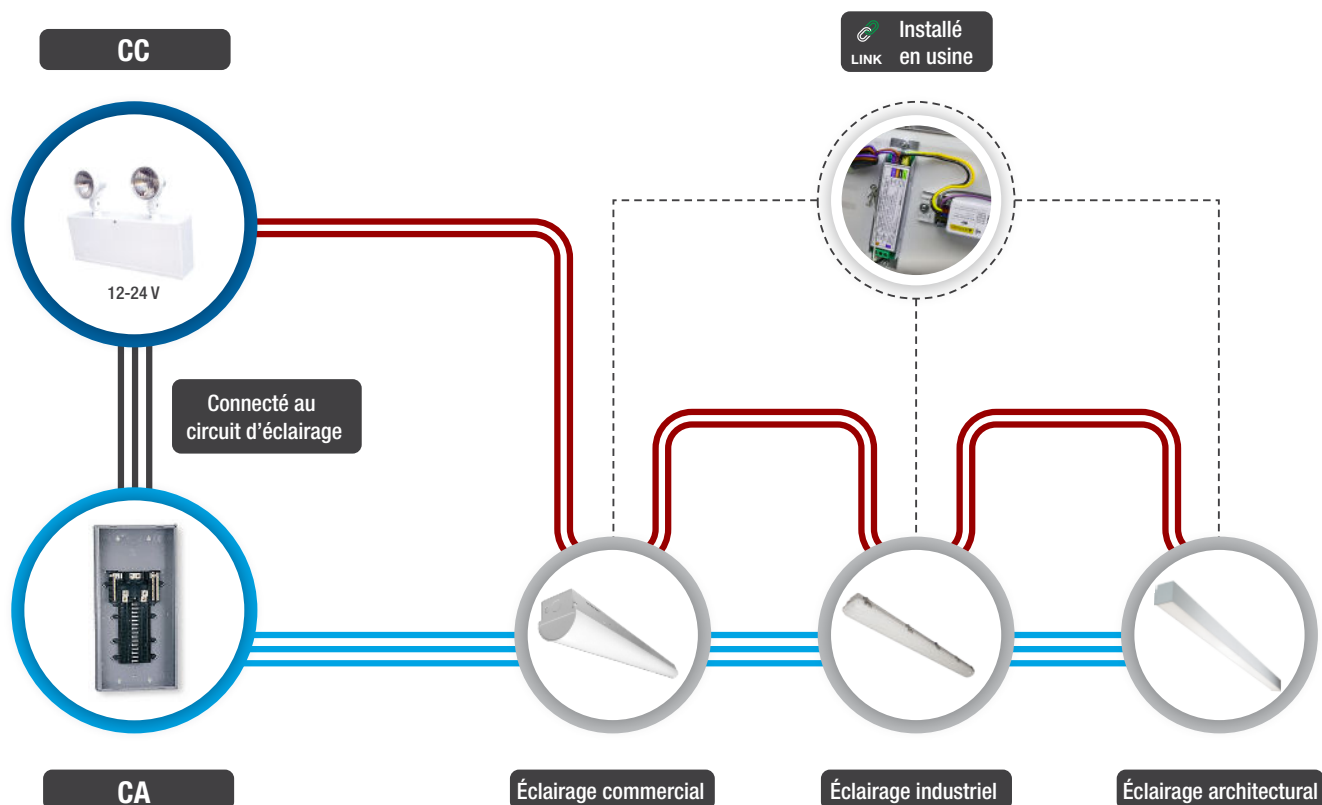 CC
Installé
LINK en usine
12-24 V
Connecté au
circuit d'éclairage
CA
Éclairage commercial
Éclairage industriel
Éclairage architectural